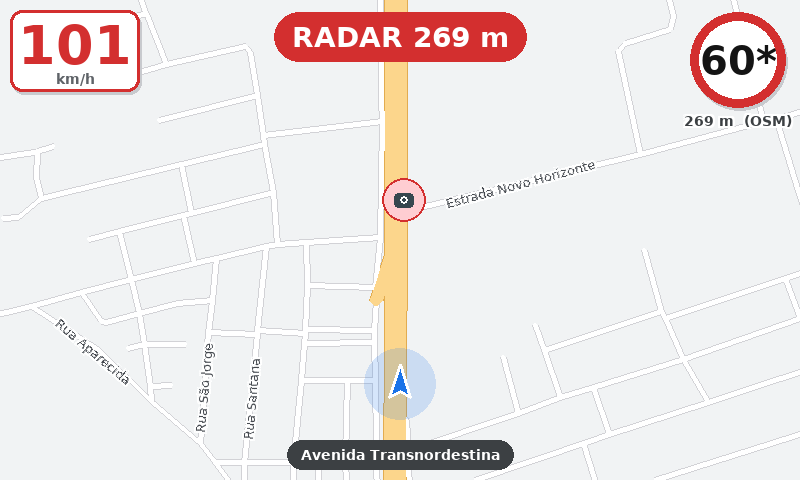 101
km/h
RADAR 269 m
60*
269 m (OSM)
Estrada Novo Horizonte
Rua Aparecida
Rua São Jorge
Rua Santana
Avenida Transnordestina